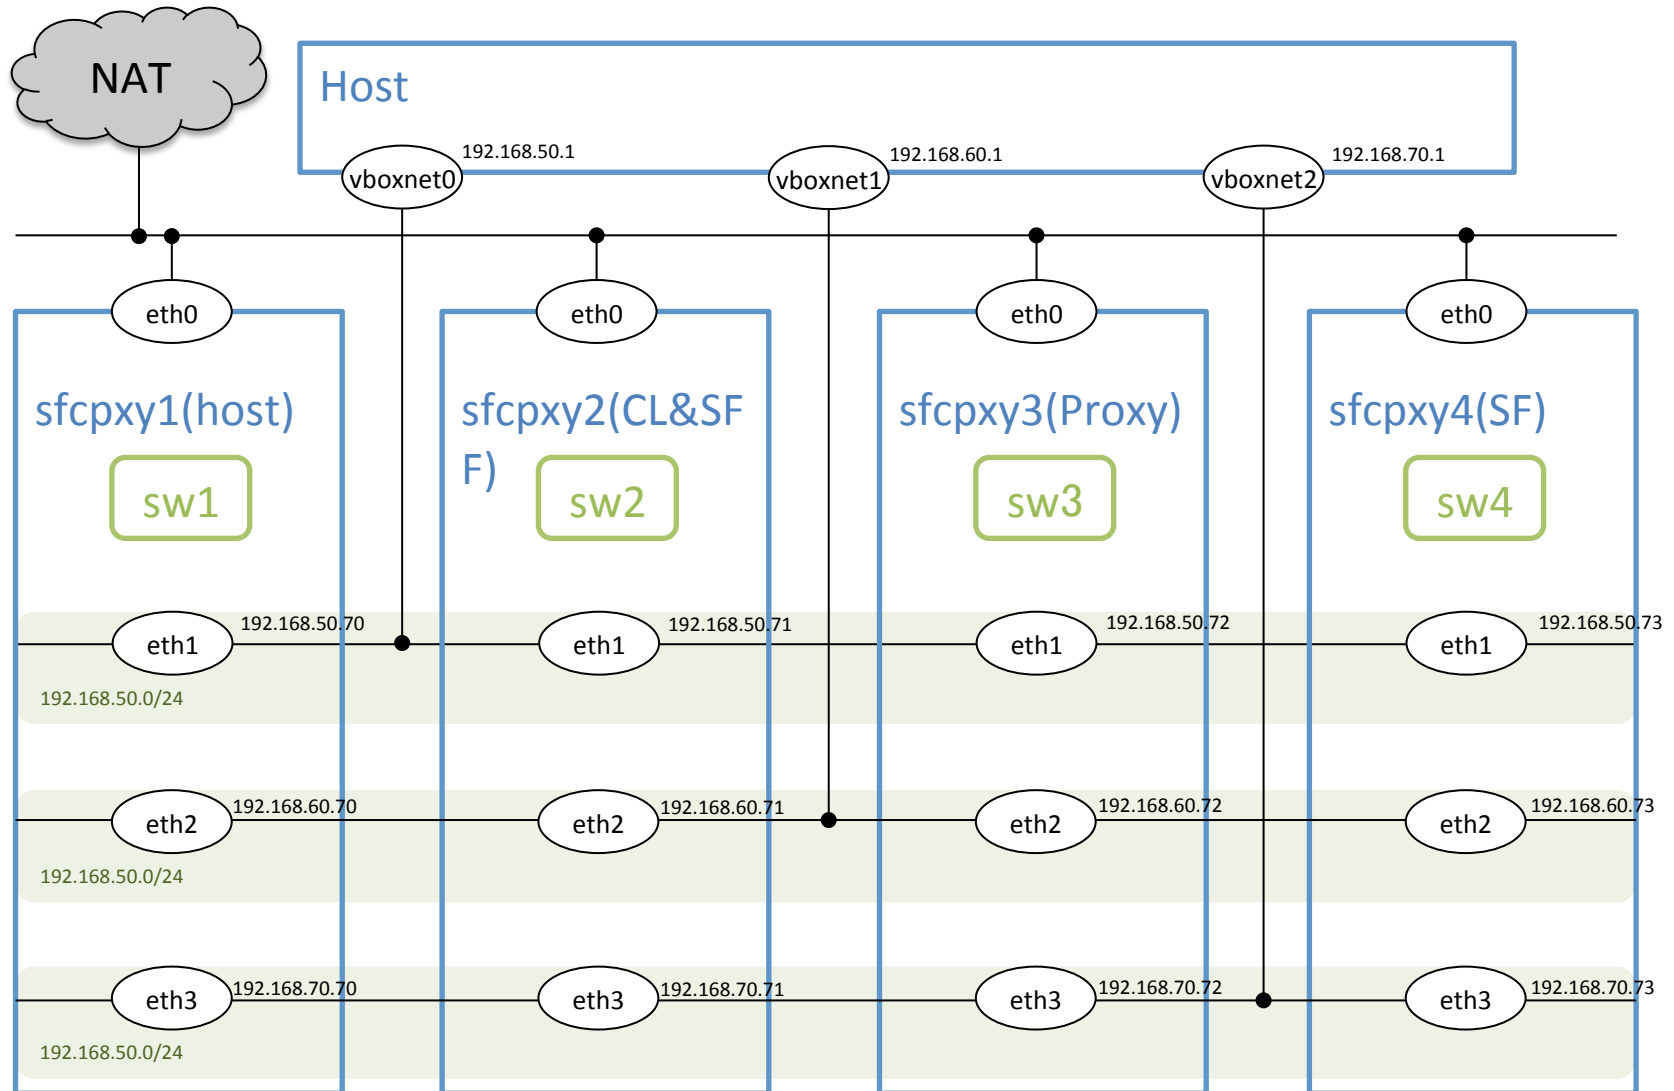 NAT
Host
192.168.50.1
192.168.60.1
192.168.70.1
vboxnet0
vboxnet1
vboxnet2
eth0
eth0
eth0
eth0
sfcpxy1(host)
sfcpxy2(CL&SF
F)
sfcpxy3(Proxy)
sfcpxy4(SF)
sw1
sw2
sw3
sw4
eth1
192.168.50.70
eth1
192.168.50.71
eth1
192.168.50.72
eth1
192.168.50.73
192.168.50.0/24
eth2
192.168.60.70
eth2
192.168.60.71
eth2
192.168.60.72
eth2
192.168.60.73
192.168.50.0/24
eth3
192.168.70.70
eth3
192.168.70.71
eth3
192.168.70.72
eth3
192.168.70.73
192.168.50.0/24